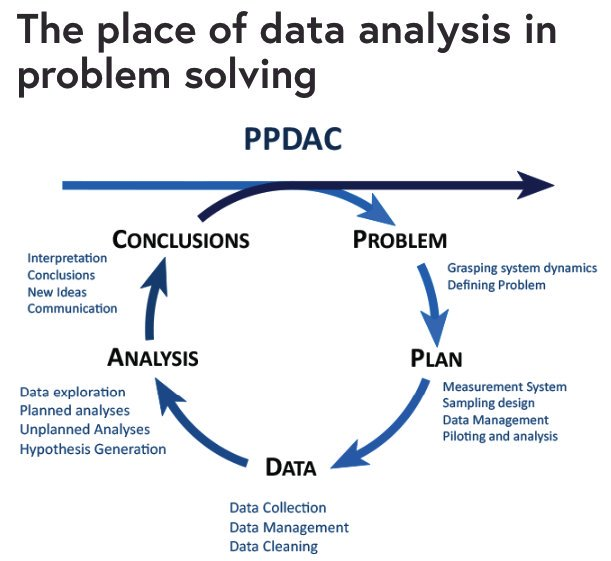 The place of data analysis in
problem solving
PPDAC
CONCLUSIONS
Interpretation
Conclusions
New Ideas
Communication
PROBLEM
Grasping system dynamics
Defining Problem
ANALYSIS
Data exploration
Planned analyses
Unplanned Analyses
Hypothesis Generation
PLAN
Measurement System
Sampling design
Data Management
Piloting and analysis
DATA
Data Collection
Data Management
Data Cleaning